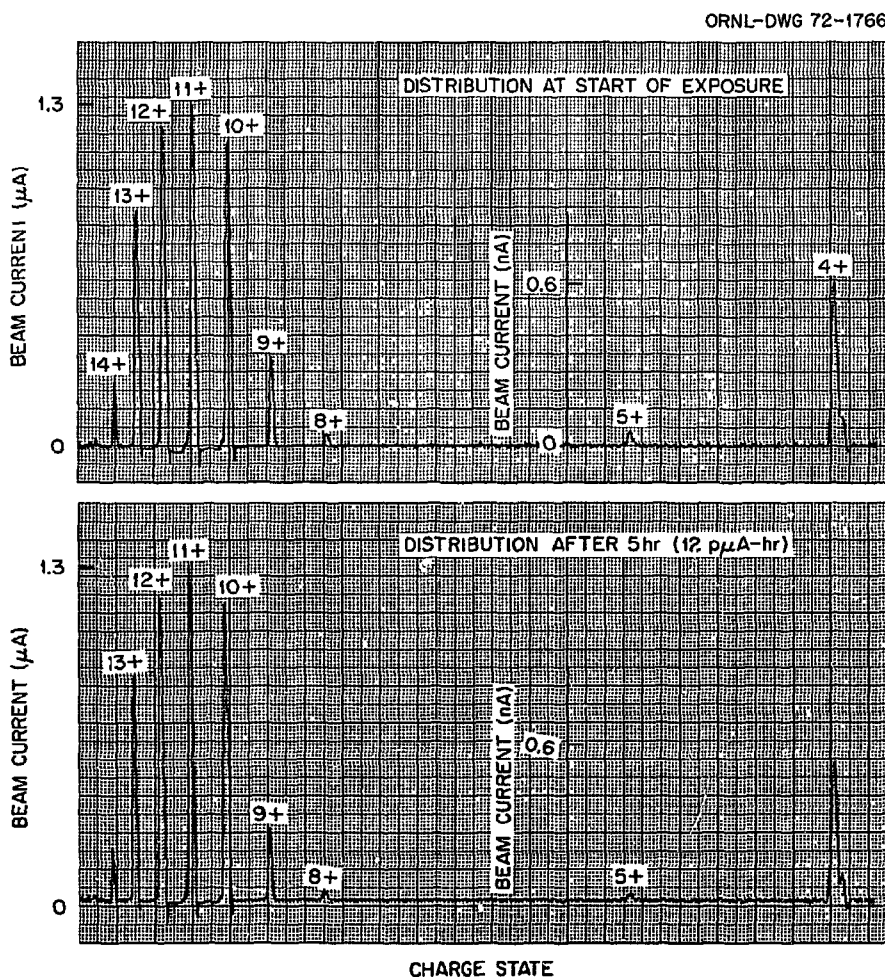 ORNL-DWG 72-1766
DISTRIBUTION AT START OF EXPOSURE
BEAM CURRENT (μA)
1.3
0
14+
13+
12+
11+
10+
9+
8+
BEAM CURRENT (nA)
0.6
0
5+
4+
DISTRIBUTION AFTER 5hr (12 pμA-hr)
BEAM CURRENT (μA)
1.3
0
13+
12+
11+
10+
9+
8+
BEAM CURRENT (nA)
0.6
5+
CHARGE STATE